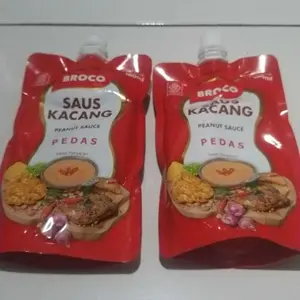 BROCO
SAUS
KACANG
PEANUT SAUCE
PEDAS
BROCO
SAUS
KACANG
PEANUT SAUCE
PEDAS